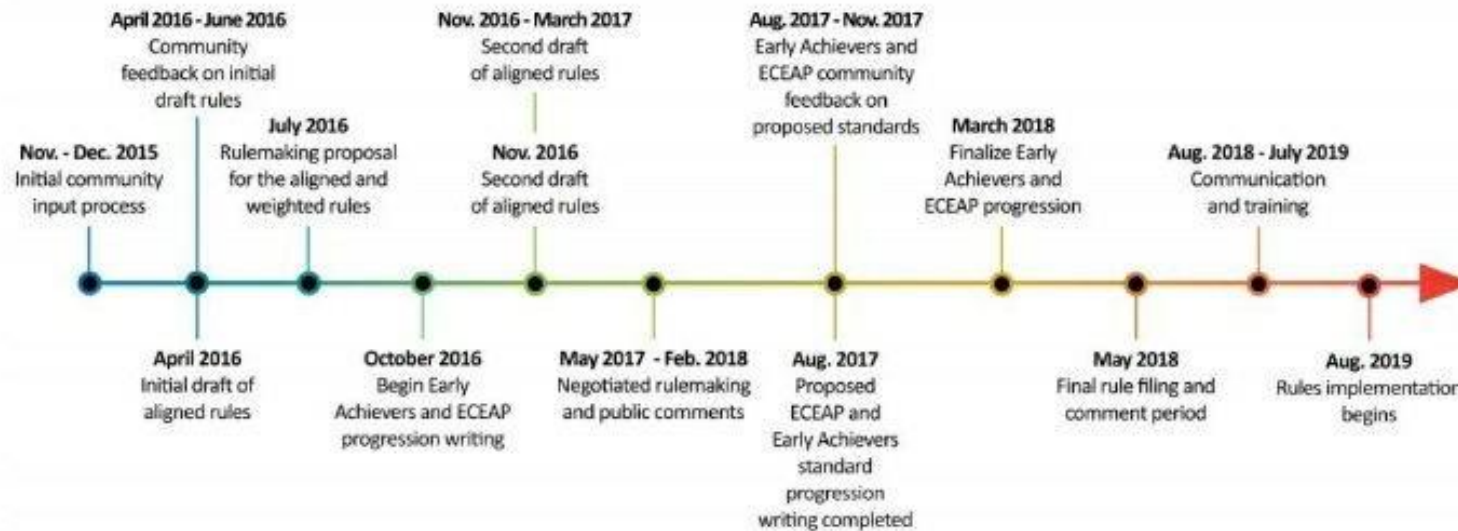 April 2016 - June 2016
Community
feedback on initial
draft rules
Nov. 2016 - March 2017
Second draft
of aligned rules
Aug. 2017 - Nov. 2017
Early Achievers and
ECEAP community
feedback on
proposed standards
Nov. - Dec. 2015
Initial community
input process
July 2016
Rulemaking proposal
for the aligned and
weighted rules
Nov. 2016
Second draft
of aligned rules
March 2018
Finalize Early
Achievers and
ECEAP progression
Aug. 2018 - July 2019
Communication
and training
April 2016
Initial draft of
aligned rules
October 2016
Begin Early
Achievers and ECEAP
progression writing
May 2017 - Feb. 2018
Negotiated rulemaking
and public comments
Aug. 2017
Proposed
ECEAP and
Early Achievers
standard
progression
writing completed
May 2018
Final rule filing and
comment period
Aug. 2019
Rules implementation
begins